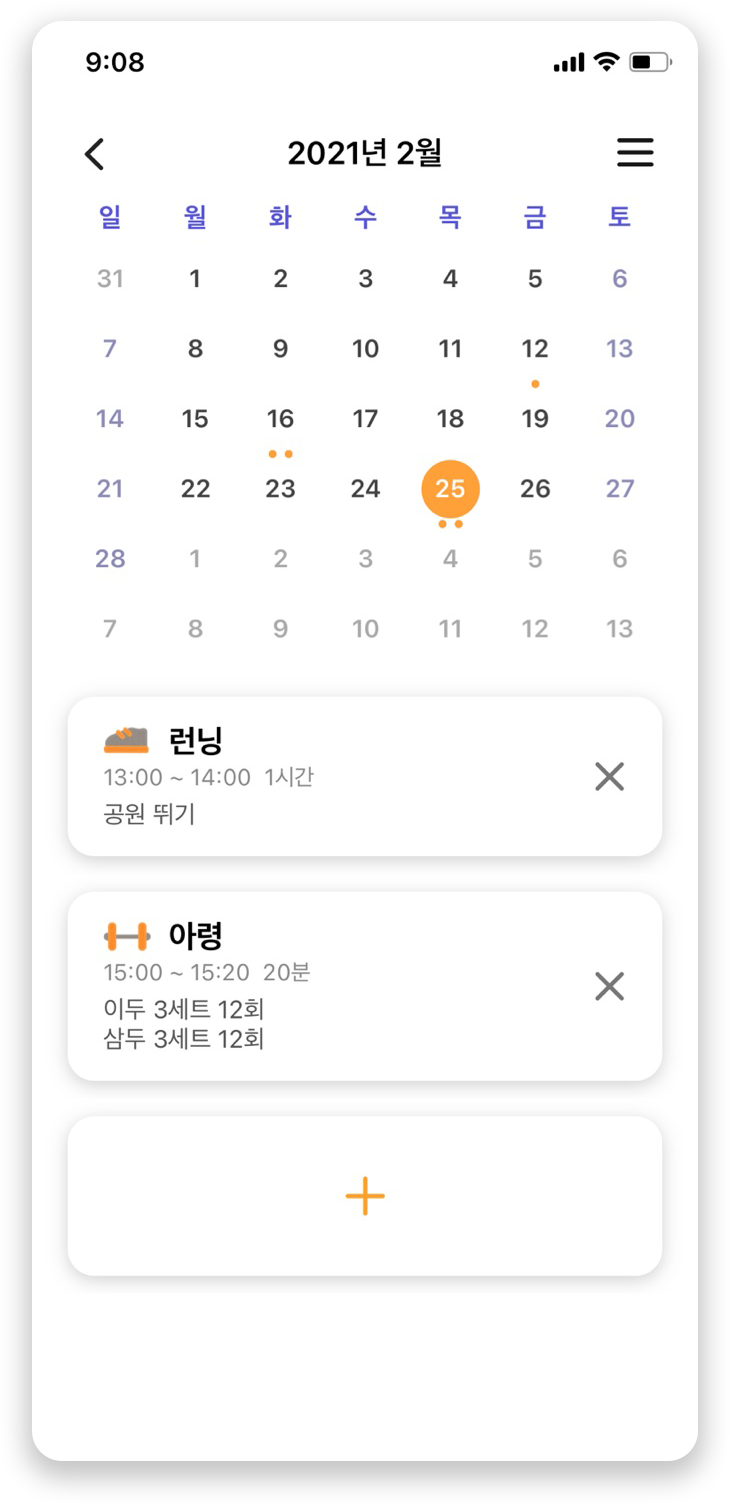 9:08
2021년 2월
일 월 화 수 목 금 토
31 1 2 3 4 5 6
7 8 9 10 11 12 13
14 15 16 17 18 19 20
21 22 23 24 25 26 27
28 1 2 3 4 5 6
7 8 9 10 11 12 13
런닝
13:00 ~ 14:00 1시간
공원 뛰기
아령
15:00 ~ 15:20 20분
이두 3세트 12회
삼두 3세트 12회